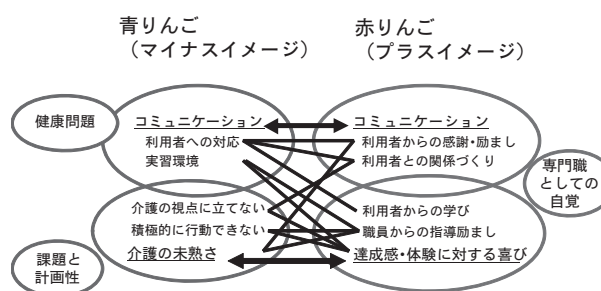 青りんご
（マイナスイメージ）
赤りんご
（プラスイメージ）
健康問題
コミュニケーション
利用者への対応
実習環境
コミュニケーション
利用者からの感謝・励まし
利用者との関係づくり
専門職
としての
自覚
介護の視点に立てない
積極的に行動できない
介護の未熟さ
利用者からの学び
職員からの指導励まし
達成感・体験に対する喜び
課題と
計画性